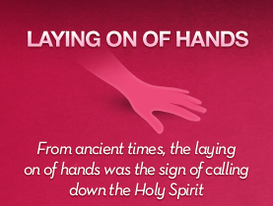 LAYING ON OF HANDS
From ancient times, the laying
on of hands was the sign of calling
down the Holy Spirit